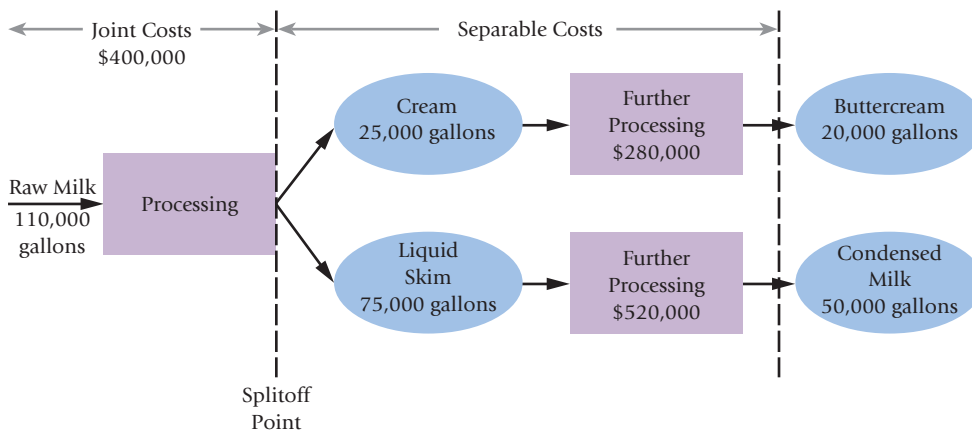 Joint Costs
$400,000
Separable Costs
Raw Milk
110,000
gallons
Processing
Cream
25,000 gallons
Further
Processing
$280,000
Buttercream
20,000 gallons
Liquid
Skim
75,000 gallons
Further
Processing
$520,000
Condensed
Milk
50,000 gallons
Splitoff
Point